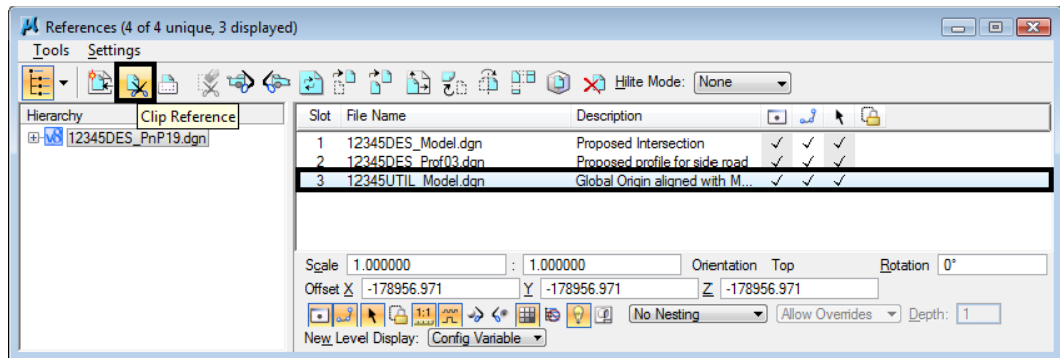 References (4 of 4 unique, 3 displayed)
Tools Settings
Hilite Mode: None
Clip Reference
Hierarchy
12345DES_PnP19.dgn
Slot File Name Description
1 12345DES_Model.dgn Proposed Intersection
2 12345DES_Prof03.dgn Proposed profile for side road
3 12345UTIL_Model.dgn Global Origin aligned with M...
Scale 1.000000 : 1.000000 Orientation Top Rotation 0°
Offset X -178956.971 Y -178956.971 Z -178956.971
1:1 No Nesting Allow Overrides Depth: 1
New Level Display: Config Variable